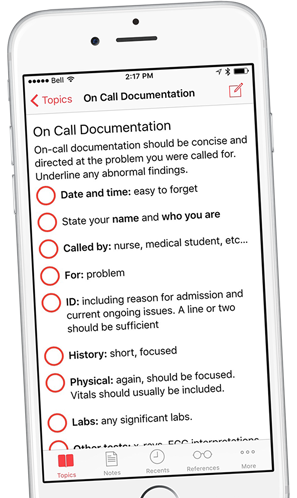 Bell 2:17 PM
Topics On Call Documentation
On Call Documentation
On-call documentation should be concise and
directed at the problem you were called for.
Underline any abnormal findings.
Date and time: easy to forget
State your name and who you are
Called by: nurse, medical student, etc...
For: problem
ID: including reason for admission and
current ongoing issues. A line or two
should be sufficient
History: short, focused
Physical: again, should be focused.
Vitals should usually be included.
Labs: any significant labs.
Other tests: x-rays, ECG interpretations
Topics Notes Recents References More